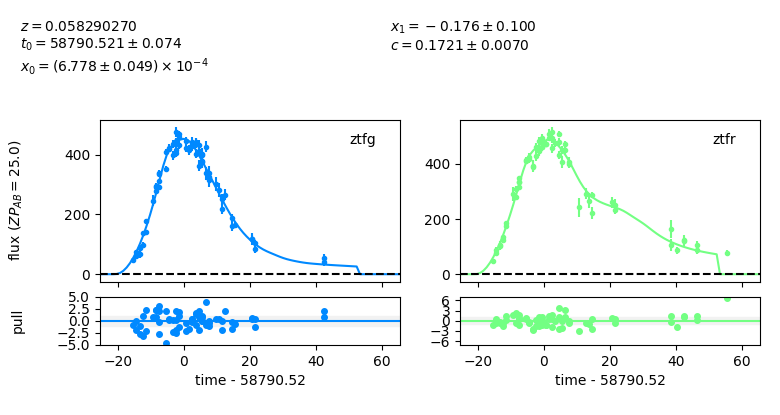 z = 0.058290270
t₀ = 58790.521 ± 0.074
x₀ = (6.778 ± 0.049) × 10⁻⁴
x₁ = −0.176 ± 0.100
c = 0.1721 ± 0.0070
flux (ZP_AB = 25.0)
400
200
0
ztfg
400
200
0
ztfr
pull
5.0
2.5
0.0
−2.5
−5.0
−20 0 20 40 60
time - 58790.52
6
3
0
−3
−6
−20 0 20 40 60
time - 58790.52